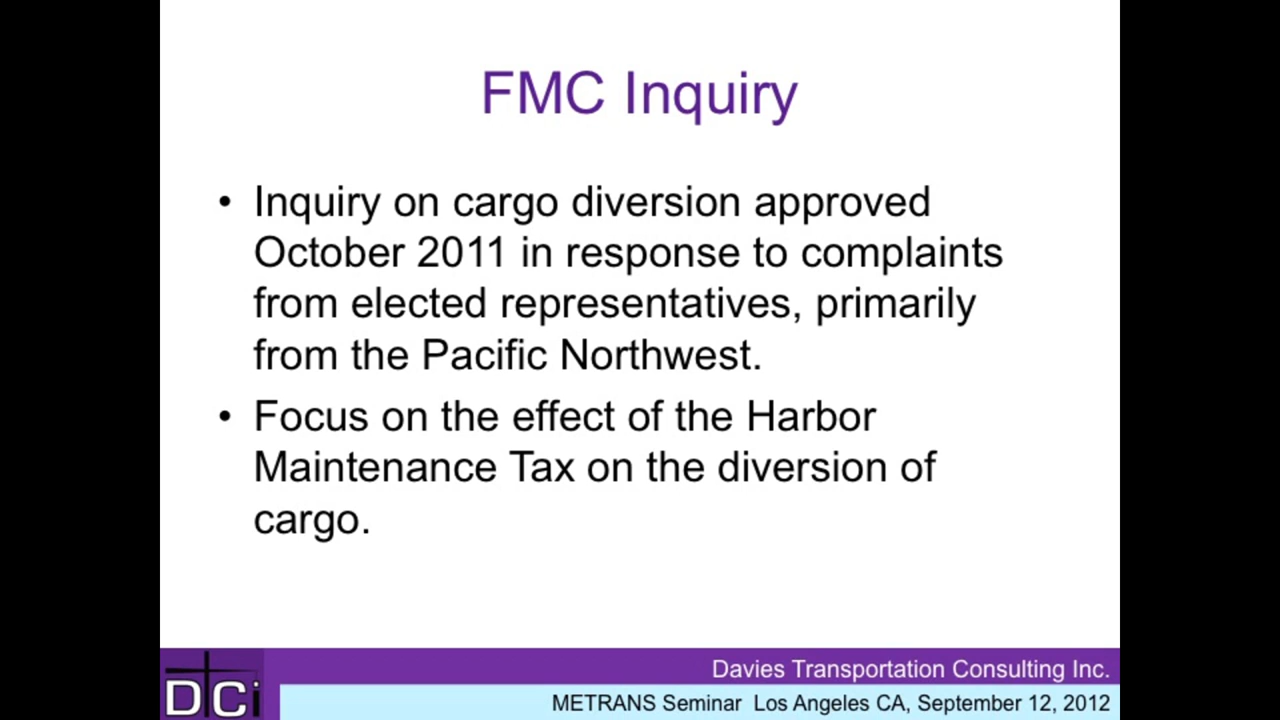 FMC Inquiry
• Inquiry on cargo diversion approved
October 2011 in response to complaints
from elected representatives, primarily
from the Pacific Northwest.
• Focus on the effect of the Harbor
Maintenance Tax on the diversion of
cargo.
Davies Transportation Consulting Inc.
DTCi
METRANS Seminar Los Angeles CA, September 12, 2012